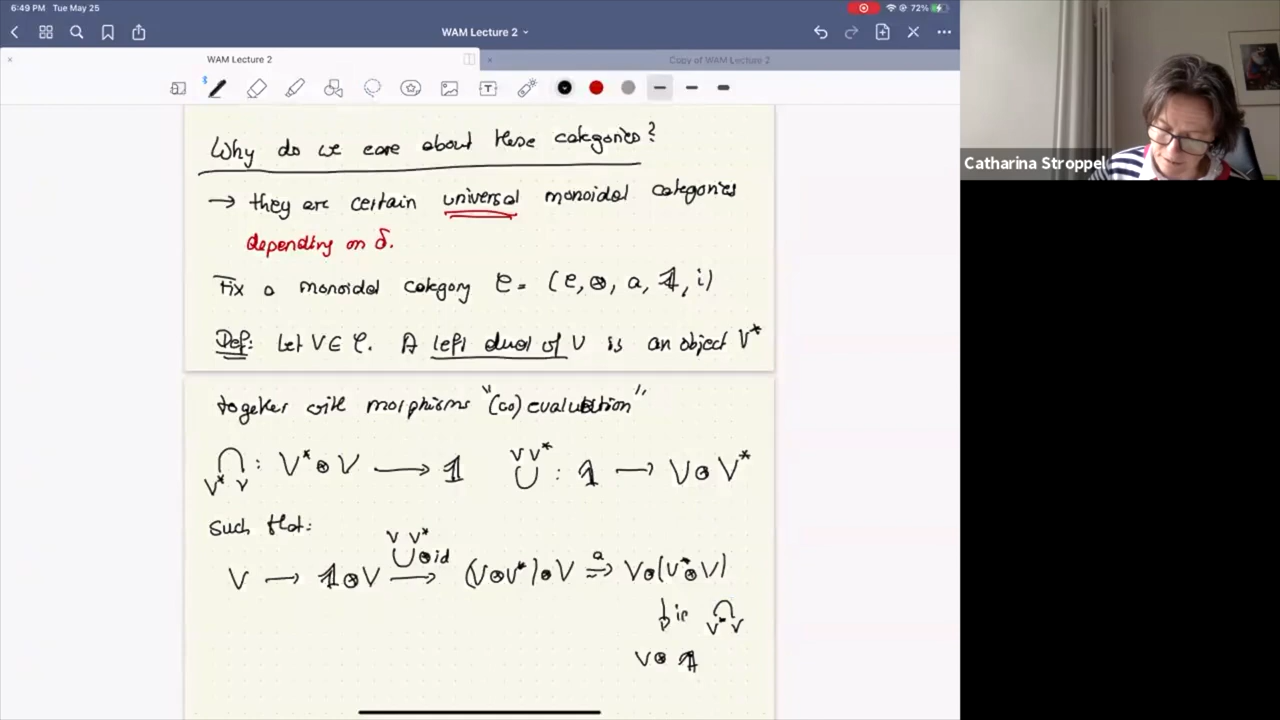 6:49 PM Tue May 25
72%
WAM Lecture 2
WAM Lecture 2
Copy of WAM Lecture 2
Catharina Stroppel
Why do we care about these categories?
→ they are certain universal monoidal categories
depending on δ.
Fix a monoidal category C = (C, ⊗, a, 𝟙, i)
Def: Let V ∈ C. A left dual of V is an object V*
together with morphisms "(co)evaluation"
∩ V* V : V* ⊗ V → 𝟙 V V* ∪ : 𝟙 → V ⊗ V*
Such that:
V → 𝟙 ⊗ V —V V* ∪ ⊗ id→ (V ⊗ V*) ⊗ V —a→ V ⊗ (V* ⊗ V)
↓ ∩ V* V
V ⊗ 𝟙